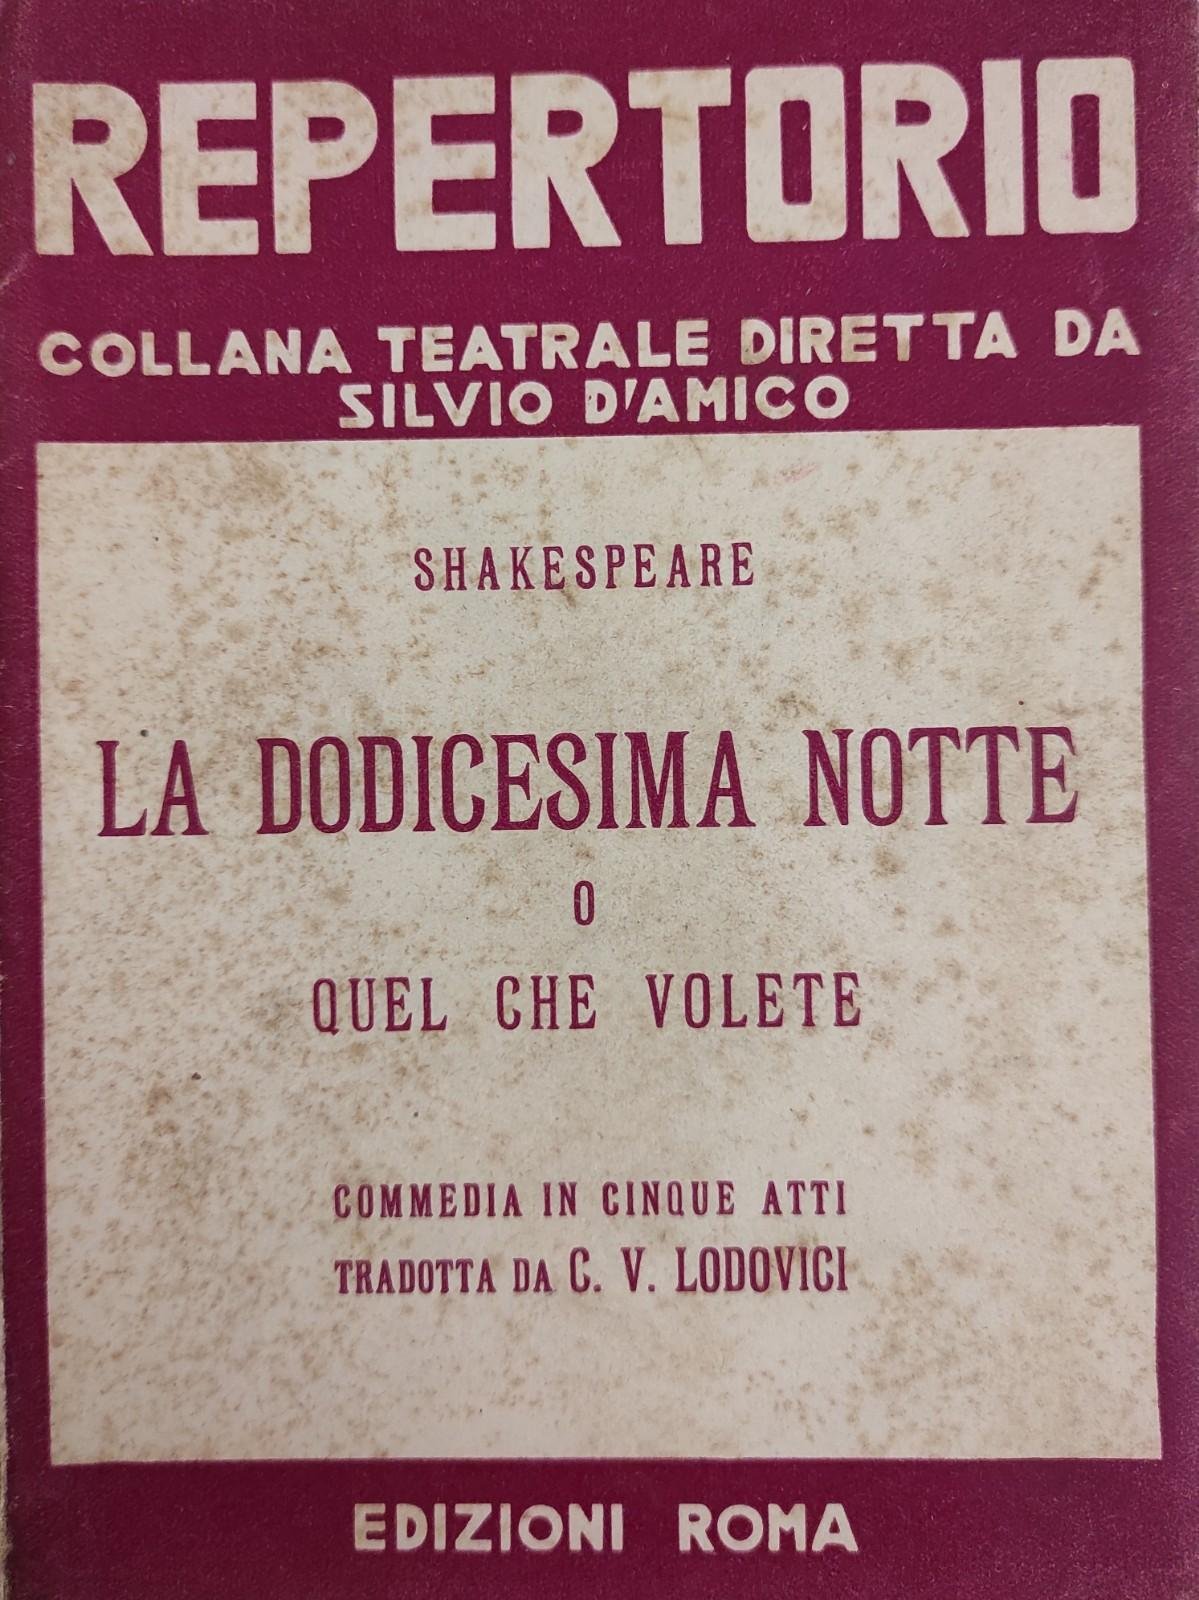 REPERTORIO
COLLANA TEATRALE DIRETTA DA
SILVIO D'AMICO
SHAKESPEARE
LA DODICESIMA NOTTE
O
QUEL CHE VOLETE
COMMEDIA IN CINQUE ATTI
TRADOTTA DA C. V. LODOVICI
EDIZIONI ROMA